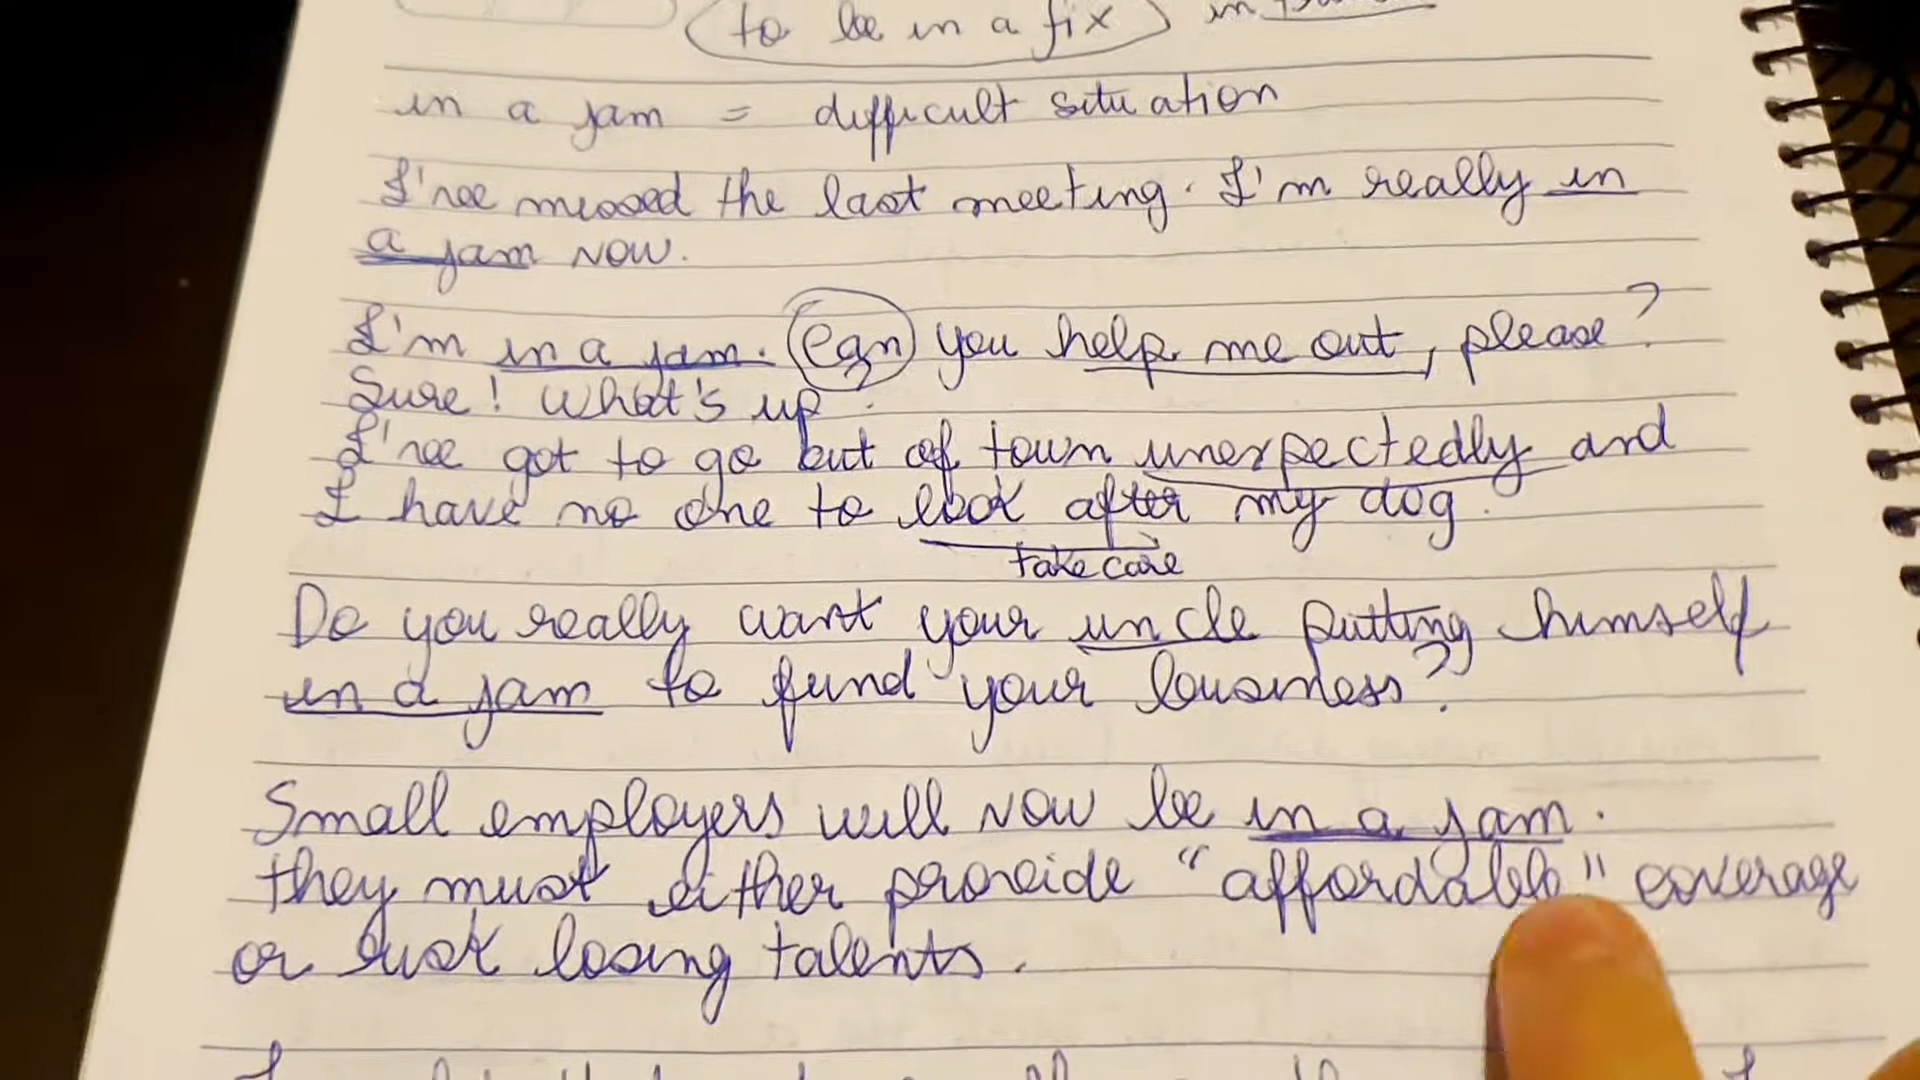 to be in a fix in
in a jam = difficult situation
I've missed the last meeting. I'm really in
a jam now.
I'm in a jam. Can you help me out, please?
Sure! What's up?
I've got to go out of town unexpectedly and
I have no one to look after my dog.
take care
Do you really want your uncle putting himself
in a jam to fund your business?
Small employers will now be in a jam.
they must either provide "affordable" coverage
or risk losing talents.